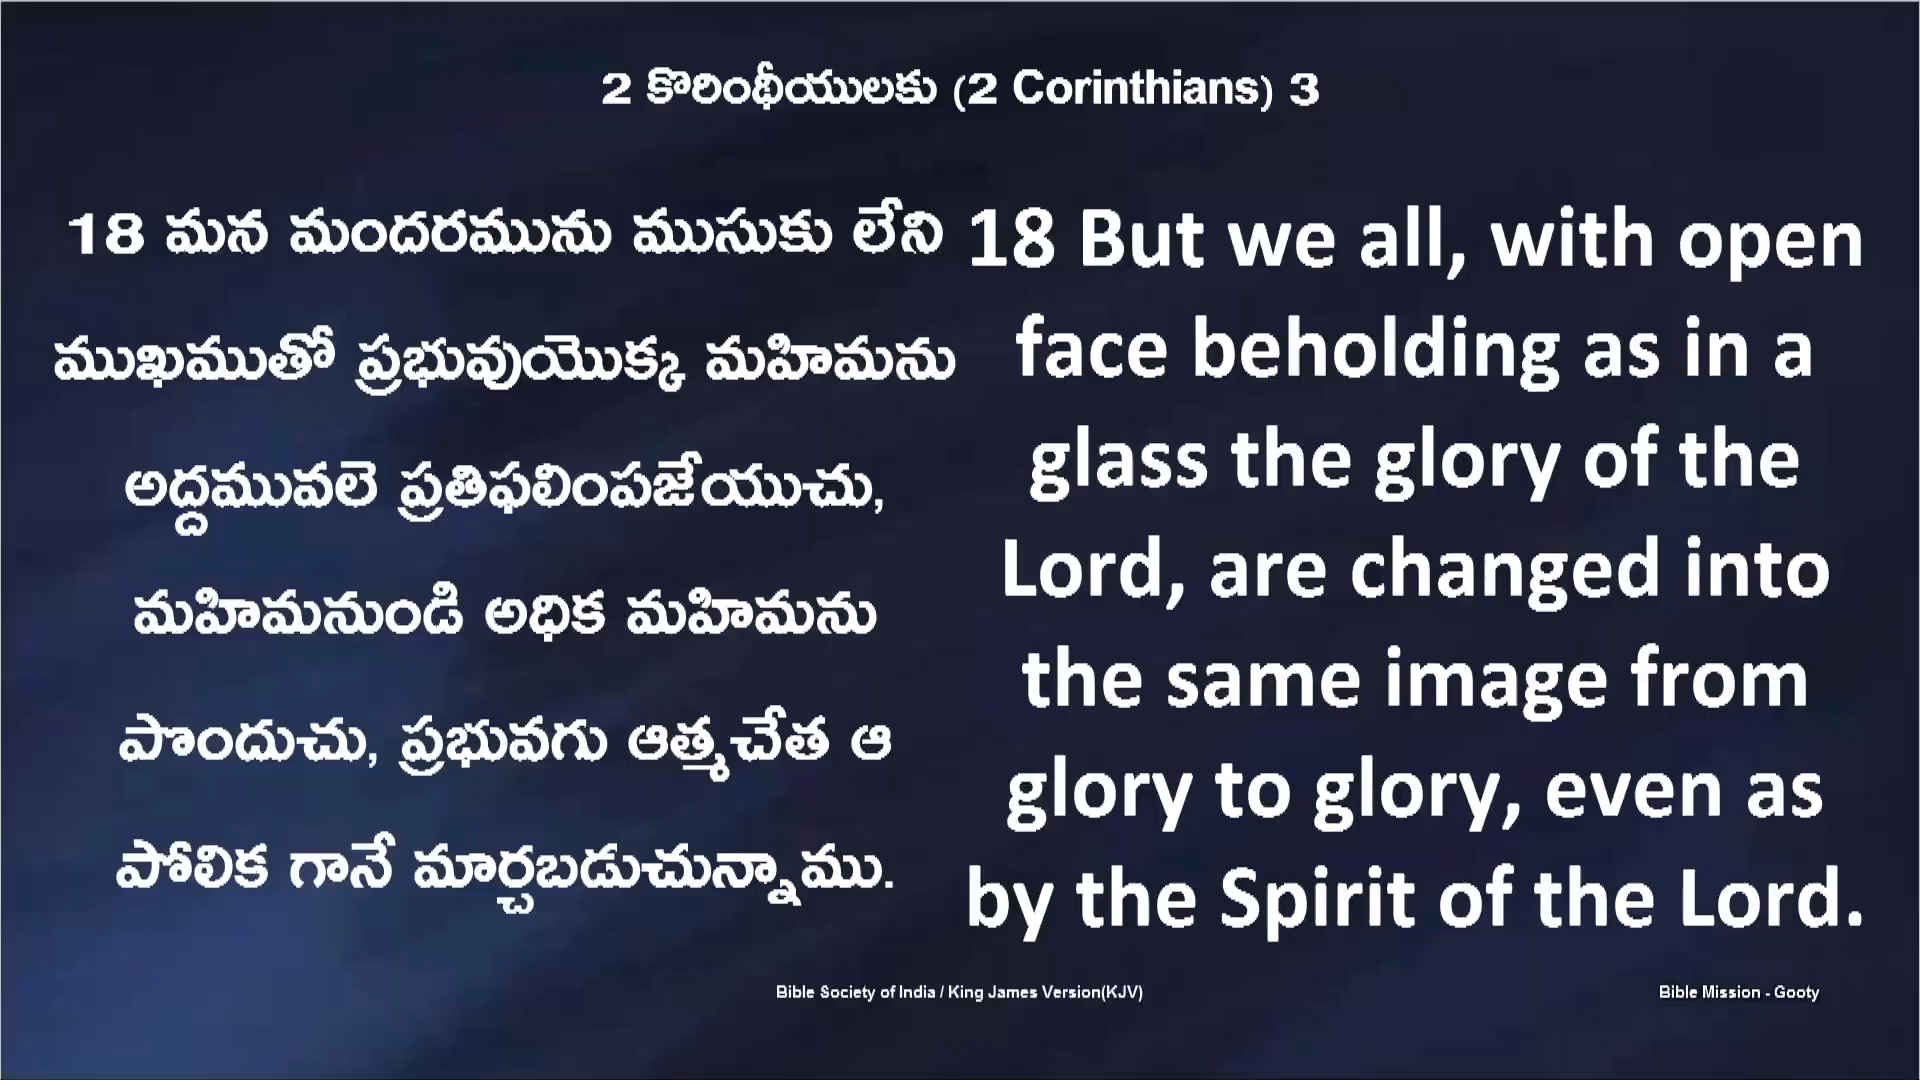 2 కొరింథీయులకు (2 Corinthians) 3
18 మన మందరమును ముసుకు లేని
ముఖముతో ప్రభువుయొక్క మహిమను
అద్దమువలె ప్రతిఫలింపజేయుచు,
మహిమనుండి అధిక మహిమను
పొందుచు, ప్రభువగు ఆత్మచేత ఆ
పోలిక గానే మార్చబడుచున్నాము.
18 But we all, with open
face beholding as in a
glass the glory of the
Lord, are changed into
the same image from
glory to glory, even as
by the Spirit of the Lord.
Bible Society of India / King James Version(KJV)
Bible Mission - Gooty